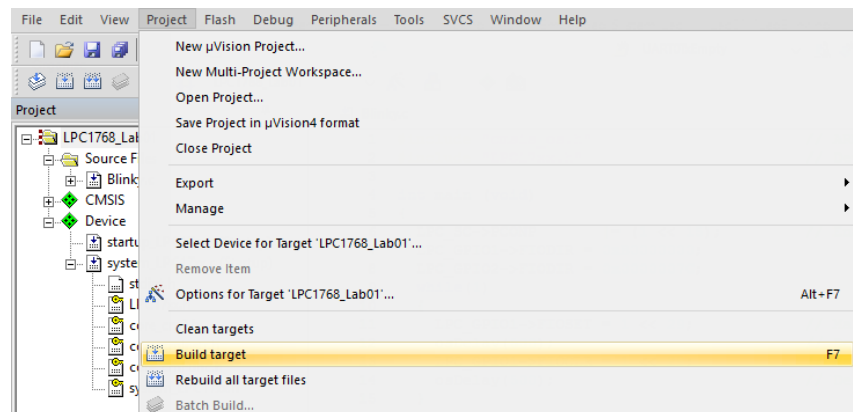 File Edit View Project Flash Debug Peripherals Tools SVCS Window Help
New µVision Project...
New Multi-Project Workspace...
Open Project...
Save Project in µVision4 format
Close Project
Export
Manage
Select Device for Target 'LPC1768_Lab01'...
Remove Item
Options for Target 'LPC1768_Lab01'... Alt+F7
Clean targets
Build target F7
Rebuild all target files
Batch Build...
Project
LPC1768_Lab
Source F
Blink
CMSIS
Device
startu
syste
st